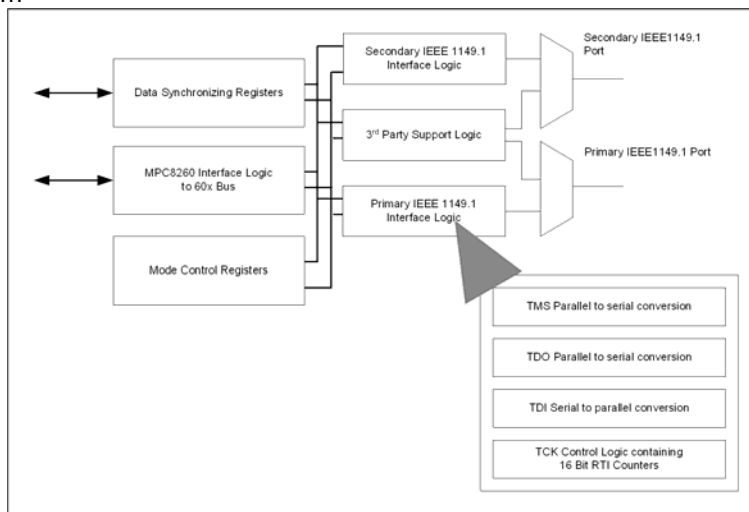 Secondary IEEE1149.1
Port
Secondary IEEE 1149.1
Interface Logic
Data Synchronizing Registers
3rd Party Support Logic
Primary IEEE1149.1 Port
MPC8260 Interface Logic
to 60x Bus
Primary IEEE 1149.1
Interface Logic
Mode Control Registers
TMS Parallel to serial conversion
TDO Parallel to serial conversion
TDI Serial to parallel conversion
TCK Control Logic containing
16 Bit RTI Counters